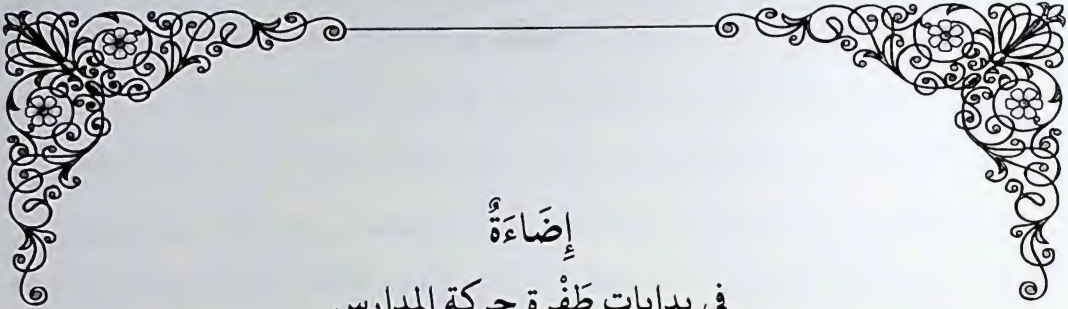 إِضَاءَةٌ
في بدايات طَفْرة حركة المدارس